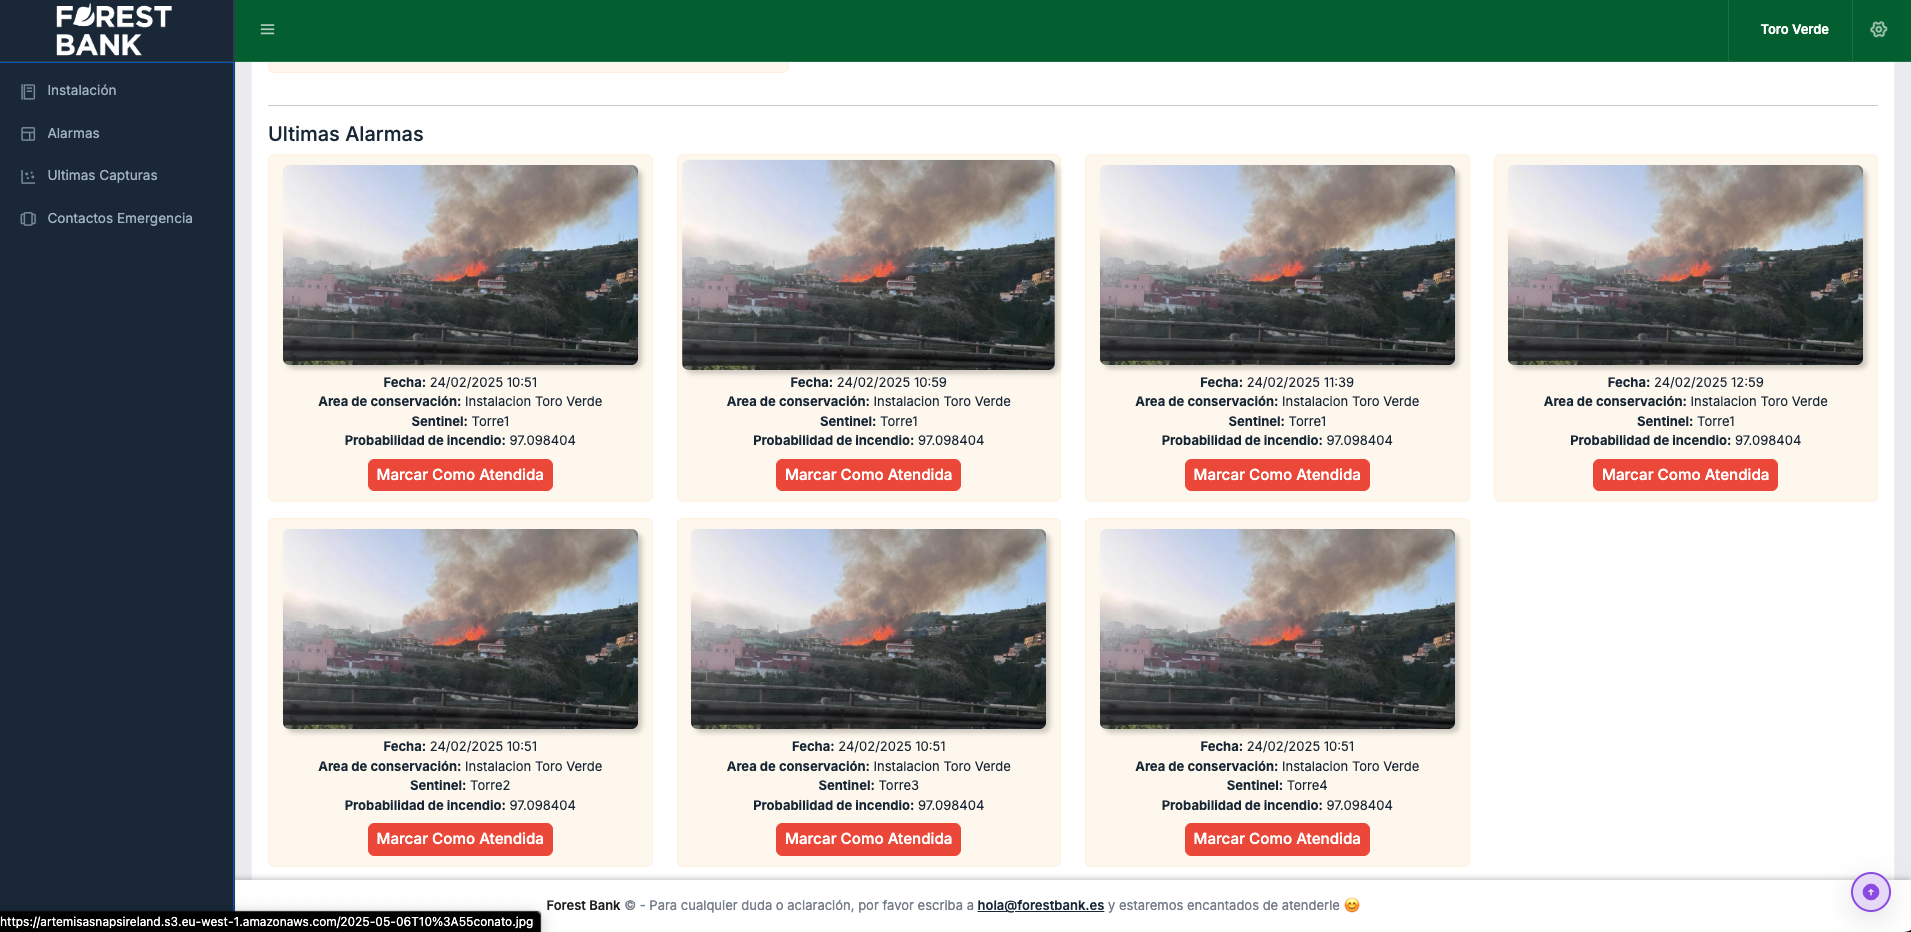 FOREST
BANK
Toro Verde
Instalación
Alarmas
Ultimas Capturas
Contactos Emergencia
Ultimas Alarmas
Fecha: 24/02/2025 10:51
Area de conservación: Instalacion Toro Verde
Sentinel: Torre1
Probabilidad de incendio: 97.098404
Marcar Como Atendida
Fecha: 24/02/2025 10:59
Area de conservación: Instalacion Toro Verde
Sentinel: Torre1
Probabilidad de incendio: 97.098404
Marcar Como Atendida
Fecha: 24/02/2025 11:39
Area de conservación: Instalacion Toro Verde
Sentinel: Torre1
Probabilidad de incendio: 97.098404
Marcar Como Atendida
Fecha: 24/02/2025 12:59
Area de conservación: Instalacion Toro Verde
Sentinel: Torre1
Probabilidad de incendio: 97.098404
Marcar Como Atendida
Fecha: 24/02/2025 10:51
Area de conservación: Instalacion Toro Verde
Sentinel: Torre2
Probabilidad de incendio: 97.098404
Marcar Como Atendida
Fecha: 24/02/2025 10:51
Area de conservación: Instalacion Toro Verde
Sentinel: Torre3
Probabilidad de incendio: 97.098404
Marcar Como Atendida
Fecha: 24/02/2025 10:51
Area de conservación: Instalacion Toro Verde
Sentinel: Torre4
Probabilidad de incendio: 97.098404
Marcar Como Atendida
Forest Bank © - Para cualquier duda o aclaración, por favor escriba a hola@forestbank.es y estaremos encantados de atenderle 😊
https://artemisasnapsireland.s3.eu-west-1.amazonaws.com/2025-05-06T10%3A55conato.jpg